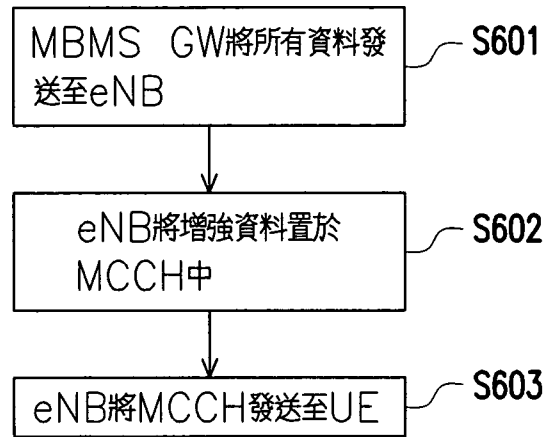 MBMS GW將所有資料發
送至eNB
S601
eNB將增強資料置於
MCCH中
S602
eNB將MCCH發送至UE
S603